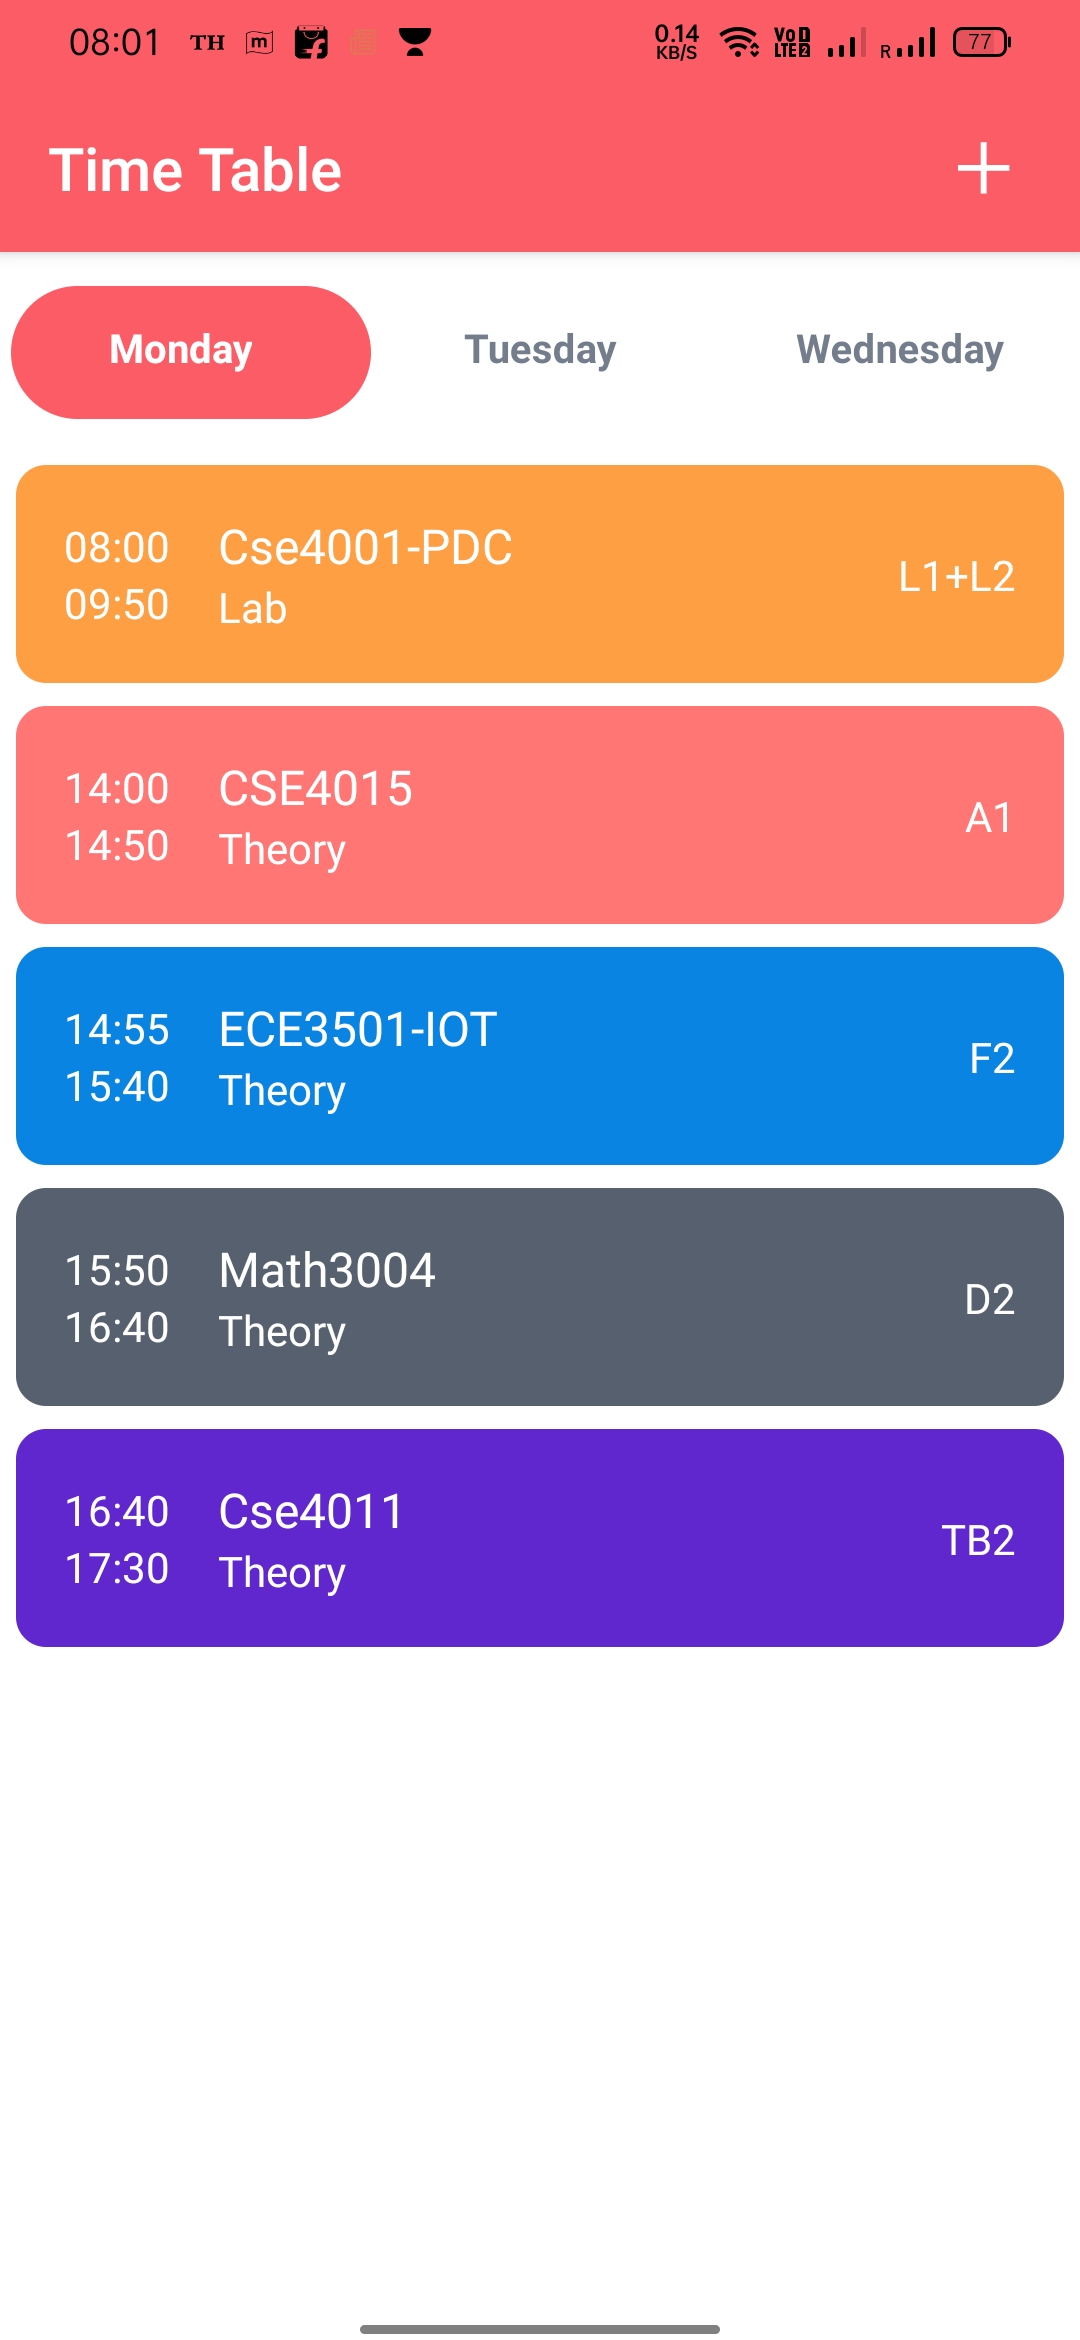 08:01 TH m 0.14 KB/S VoD LTE2 R 77
Time Table +
Monday Tuesday Wednesday
08:00 Cse4001-PDC
09:50 Lab
L1+L2
14:00 CSE4015
14:50 Theory
A1
14:55 ECE3501-IOT
15:40 Theory
F2
15:50 Math3004
16:40 Theory
D2
16:40 Cse4011
17:30 Theory
TB2